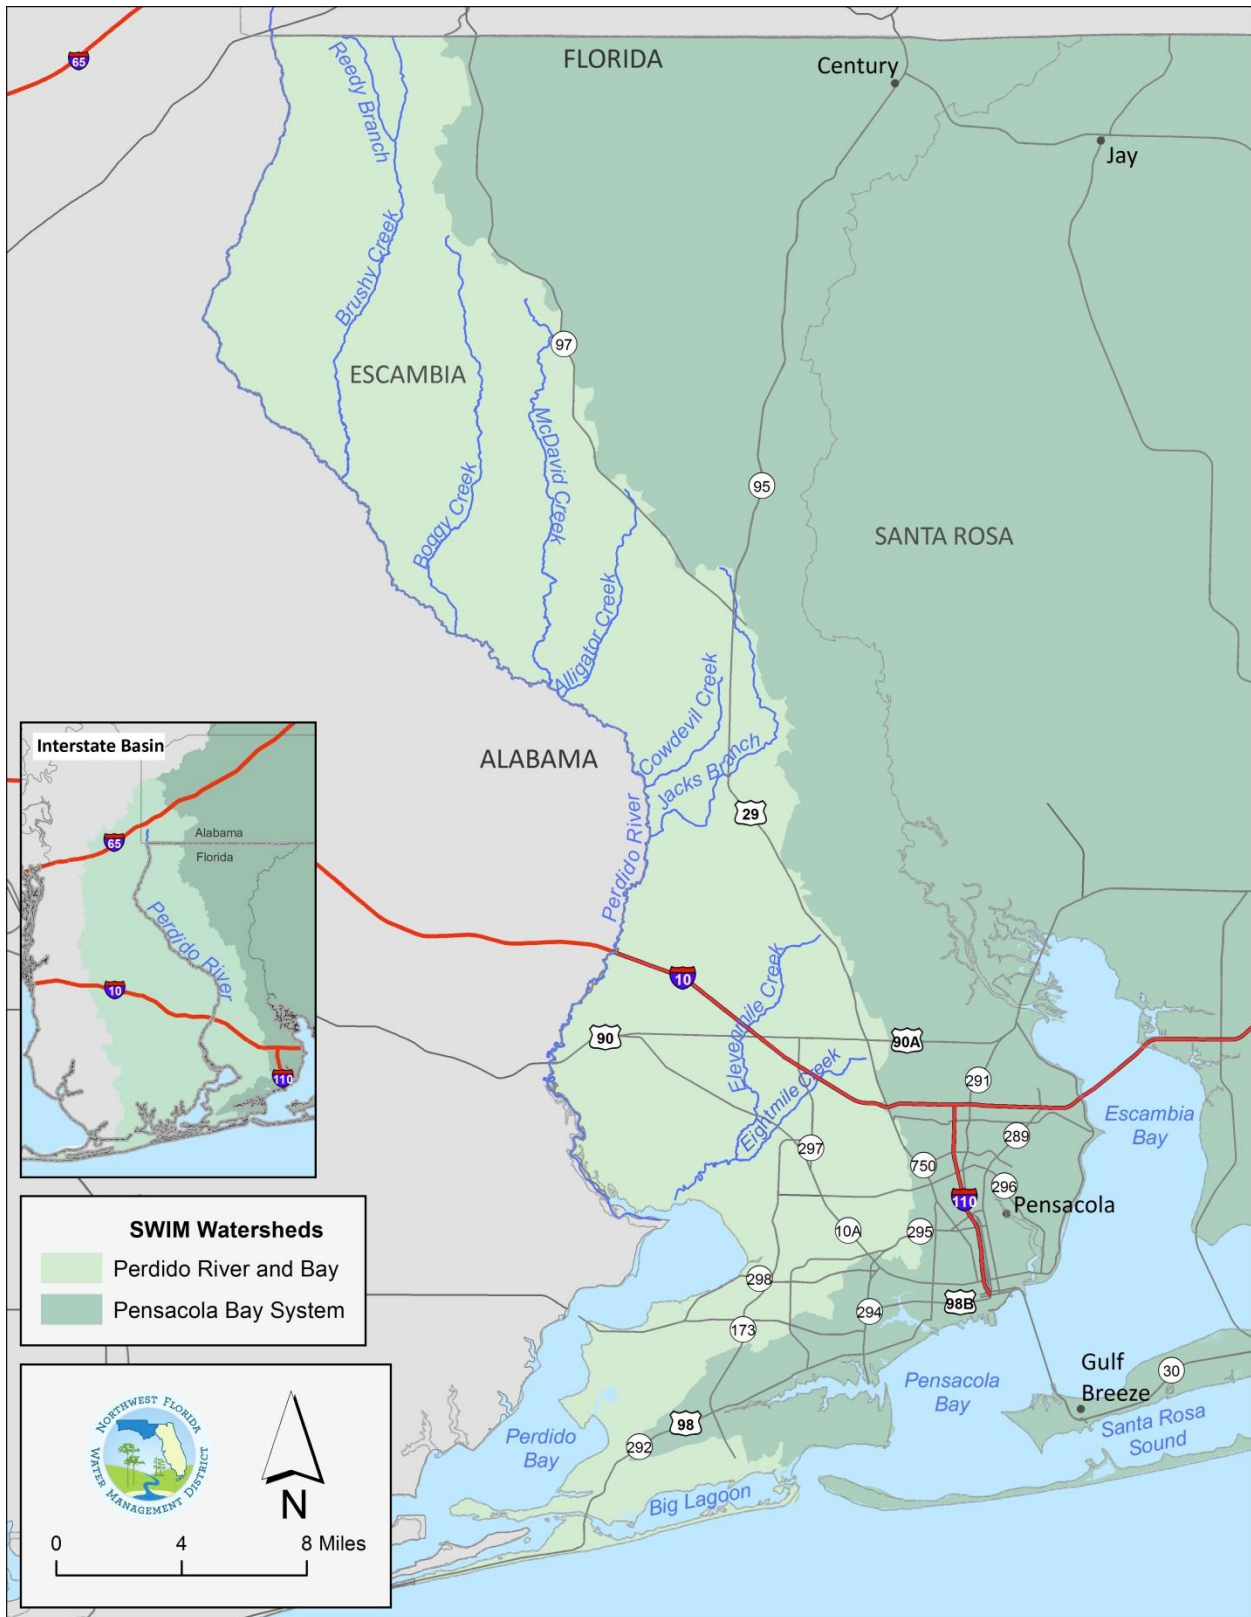 65
FLORIDA
Century
Jay
Reedy Branch
Brushy Creek
ESCAMBIA
97
McDavid Creek
Boggy Creek
95
SANTA ROSA
Alligator Creek
Cowdevil Creek
Jacks Branch
ALABAMA
Perdido River
29
Interstate Basin
65
Alabama
Florida
Perdido River
10
110
10
90
90A
Elevenmile Creek
Eightmile Creek
291
Escambia
Bay
289
297
750
296
110
Pensacola
10A
295
298
98B
294
173
Gulf
Breeze
30
Pensacola
Bay
Santa Rosa
Sound
98
292
Perdido
Bay
Big Lagoon
SWIM Watersheds
Perdido River and Bay
Pensacola Bay System
NORTHWEST FLORIDA
WATER MANAGEMENT DISTRICT
N
0 4 8 Miles